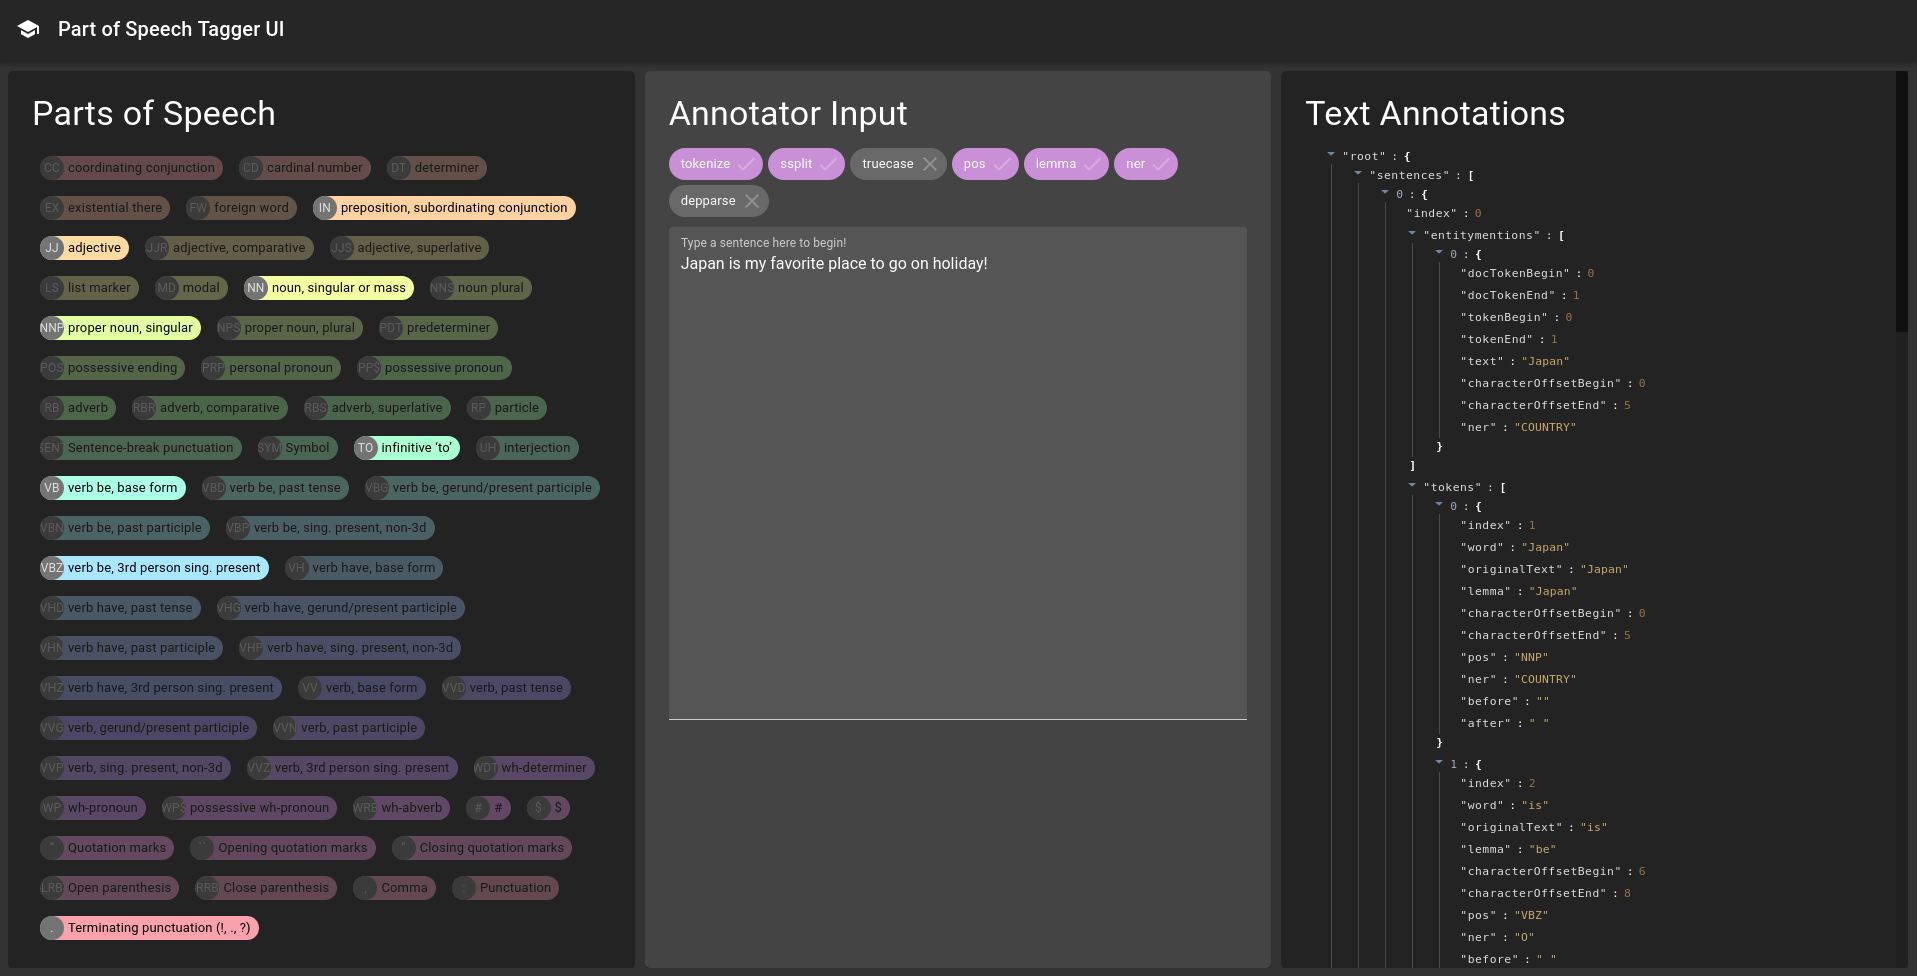 Part of Speech Tagger UI
Parts of Speech
CC coordinating conjunction CD cardinal number DT determiner
EX existential there FW foreign word IN preposition, subordinating conjunction
JJ adjective JJR adjective, comparative JJS adjective, superlative
LS list marker MD modal NN noun, singular or mass NNS noun plural
NNP proper noun, singular NPS proper noun, plural PDT predeterminer
POS possessive ending PRP personal pronoun PP$ possessive pronoun
RB adverb RBR adverb, comparative RBS adverb, superlative RP particle
SENT Sentence-break punctuation SYM Symbol TO infinitive ‘to’ UH interjection
VB verb be, base form VBD verb be, past tense VBG verb be, gerund/present participle
VBN verb be, past participle VBP verb be, sing. present, non-3d
VBZ verb be, 3rd person sing. present VH verb have, base form
VHD verb have, past tense VHG verb have, gerund/present participle
VHN verb have, past participle VHP verb have, sing. present, non-3d
VHZ verb have, 3rd person sing. present VV verb, base form VVD verb, past tense
VVG verb, gerund/present participle VVN verb, past participle
VVP verb, sing. present, non-3d VVZ verb, 3rd person sing. present WDT wh-determiner
WP wh-pronoun WP$ possessive wh-pronoun WRB wh-abverb # # $ $
" Quotation marks `` Opening quotation marks " Closing quotation marks
LRB Open parenthesis RRB Close parenthesis , Comma : Punctuation
. Terminating punctuation (!, ., ?)
Annotator Input
tokenize ssplit truecase pos lemma ner
depparse
Type a sentence here to begin!
Japan is my favorite place to go on holiday!
Text Annotations
"root" : {
"sentences" : [
0 : {
"index" : 0
"entitymentions" : [
0 : {
"docTokenBegin" : 0
"docTokenEnd" : 1
"tokenBegin" : 0
"tokenEnd" : 1
"text" : "Japan"
"characterOffsetBegin" : 0
"characterOffsetEnd" : 5
"ner" : "COUNTRY"
}
]
"tokens" : [
0 : {
"index" : 1
"word" : "Japan"
"originalText" : "Japan"
"lemma" : "Japan"
"characterOffsetBegin" : 0
"characterOffsetEnd" : 5
"pos" : "NNP"
"ner" : "COUNTRY"
"before" : ""
"after" : " "
}
1 : {
"index" : 2
"word" : "is"
"originalText" : "is"
"lemma" : "be"
"characterOffsetBegin" : 6
"characterOffsetEnd" : 8
"pos" : "VBZ"
"ner" : "O"
"before" : " "